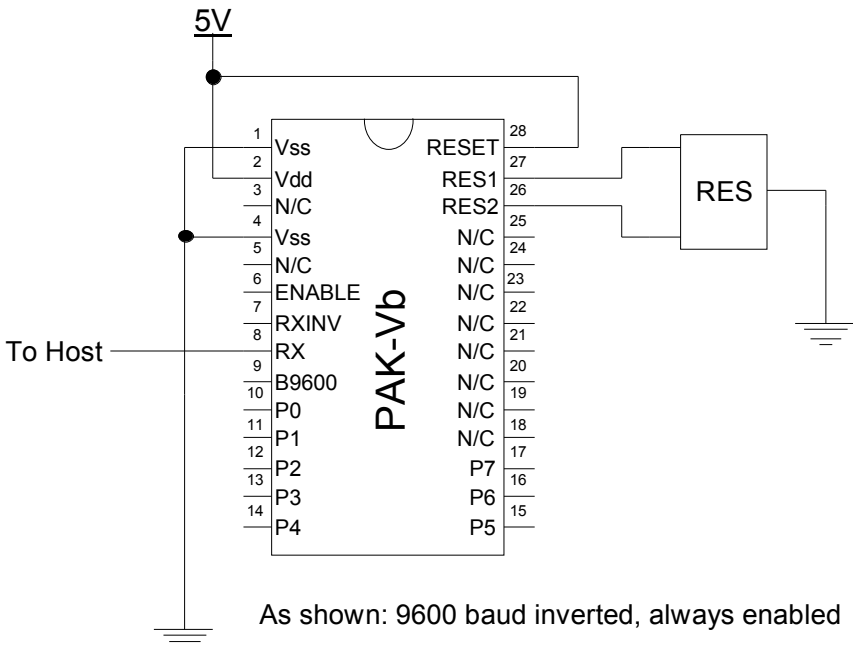 5V
1
Vss
2
Vdd
3
N/C
4
Vss
5
N/C
6
ENABLE
7
RXINV
8
RX
To Host
9
B9600
10
P0
11
P1
12
P2
13
P3
14
P4
PAK-Vb
28
RESET
27
RES1
26
RES2
25
N/C
24
N/C
23
N/C
22
N/C
21
N/C
20
N/C
19
N/C
18
N/C
17
P7
16
P6
15
P5
RES
As shown: 9600 baud inverted, always enabled